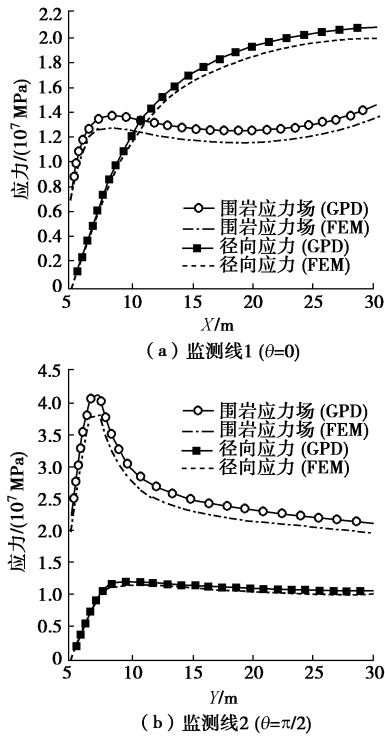 2.2
2.0
1.8
1.6
1.4
1.2
1.0
0.8
0.6
0.4
0.2
0
应力/(10⁷ MPa)
围岩应力场 (GPD)
围岩应力场 (FEM)
径向应力 (GPD)
径向应力 (FEM)
5 10 15 20 25 30
X/m
(a) 监测线1 (θ=0)
4.5
4.0
3.5
3.0
2.5
2.0
1.5
1.0
0.5
0
应力/(10⁷ MPa)
围岩应力场 (GPD)
围岩应力场 (FEM)
径向应力 (GPD)
径向应力 (FEM)
5 10 15 20 25 30
Y/m
(b) 监测线2 (θ=π/2)